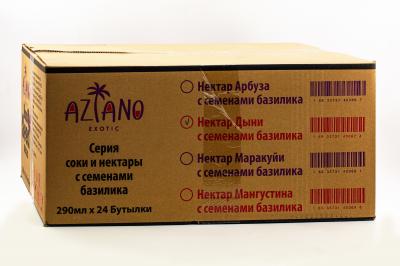 AZIANO
EXOTIC
Серия
соки и нектары
с семенами
базилика
290мл x 24 Бутылки
Нектар Арбуза
с семенами базилика
Нектар Дыни
с семенами базилика
Нектар Маракуйи
с семенами базилика
Нектар Мангустина
с семенами базилика